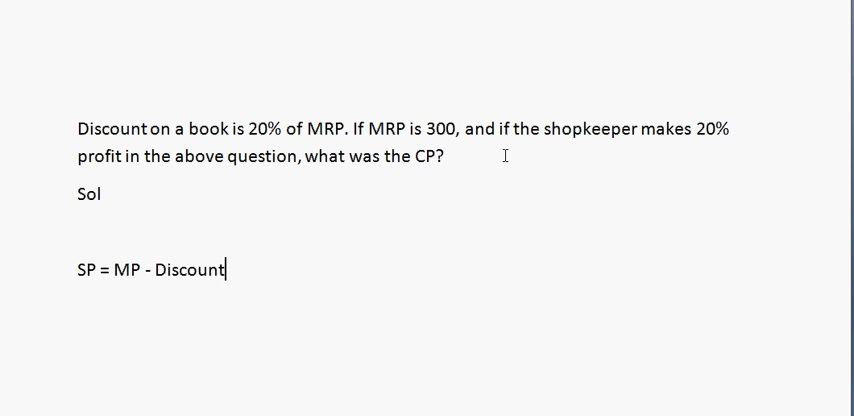 Discount on a book is 20% of MRP. If MRP is 300, and if the shopkeeper makes 20%
profit in the above question, what was the CP?
Sol
SP = MP - Discount